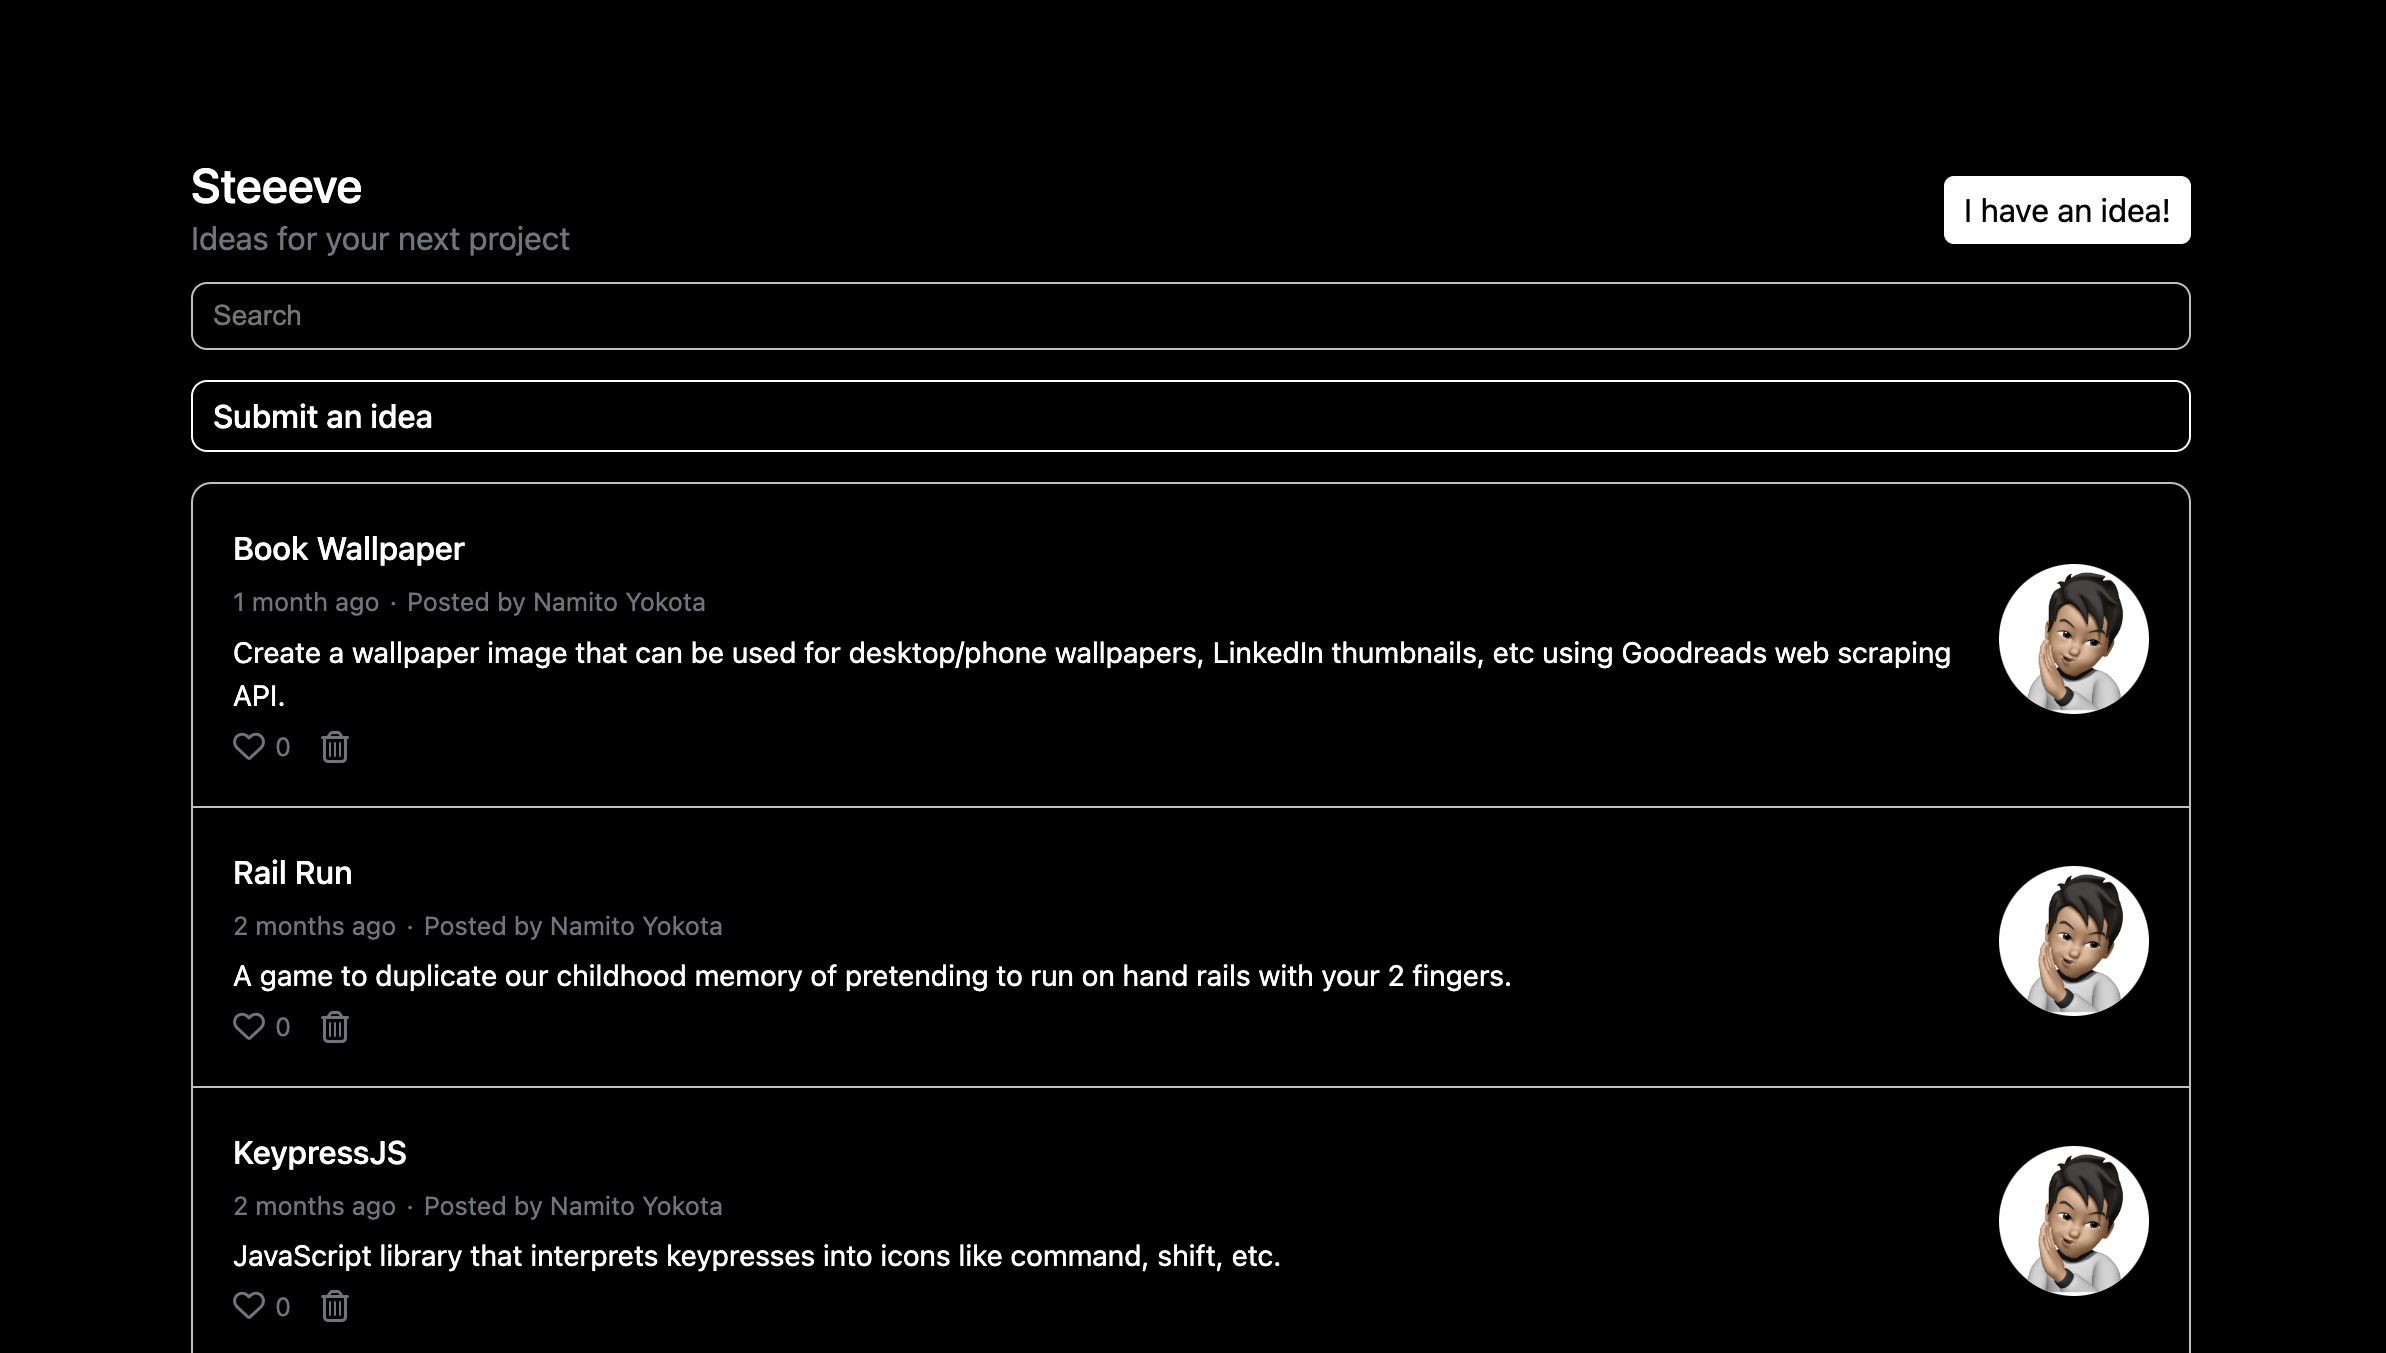 Steeeve
Ideas for your next project
I have an idea!
Search
Submit an idea
Book Wallpaper
1 month ago · Posted by Namito Yokota
Create a wallpaper image that can be used for desktop/phone wallpapers, LinkedIn thumbnails, etc using Goodreads web scraping
API.
0
Rail Run
2 months ago · Posted by Namito Yokota
A game to duplicate our childhood memory of pretending to run on hand rails with your 2 fingers.
0
KeypressJS
2 months ago · Posted by Namito Yokota
JavaScript library that interprets keypresses into icons like command, shift, etc.
0